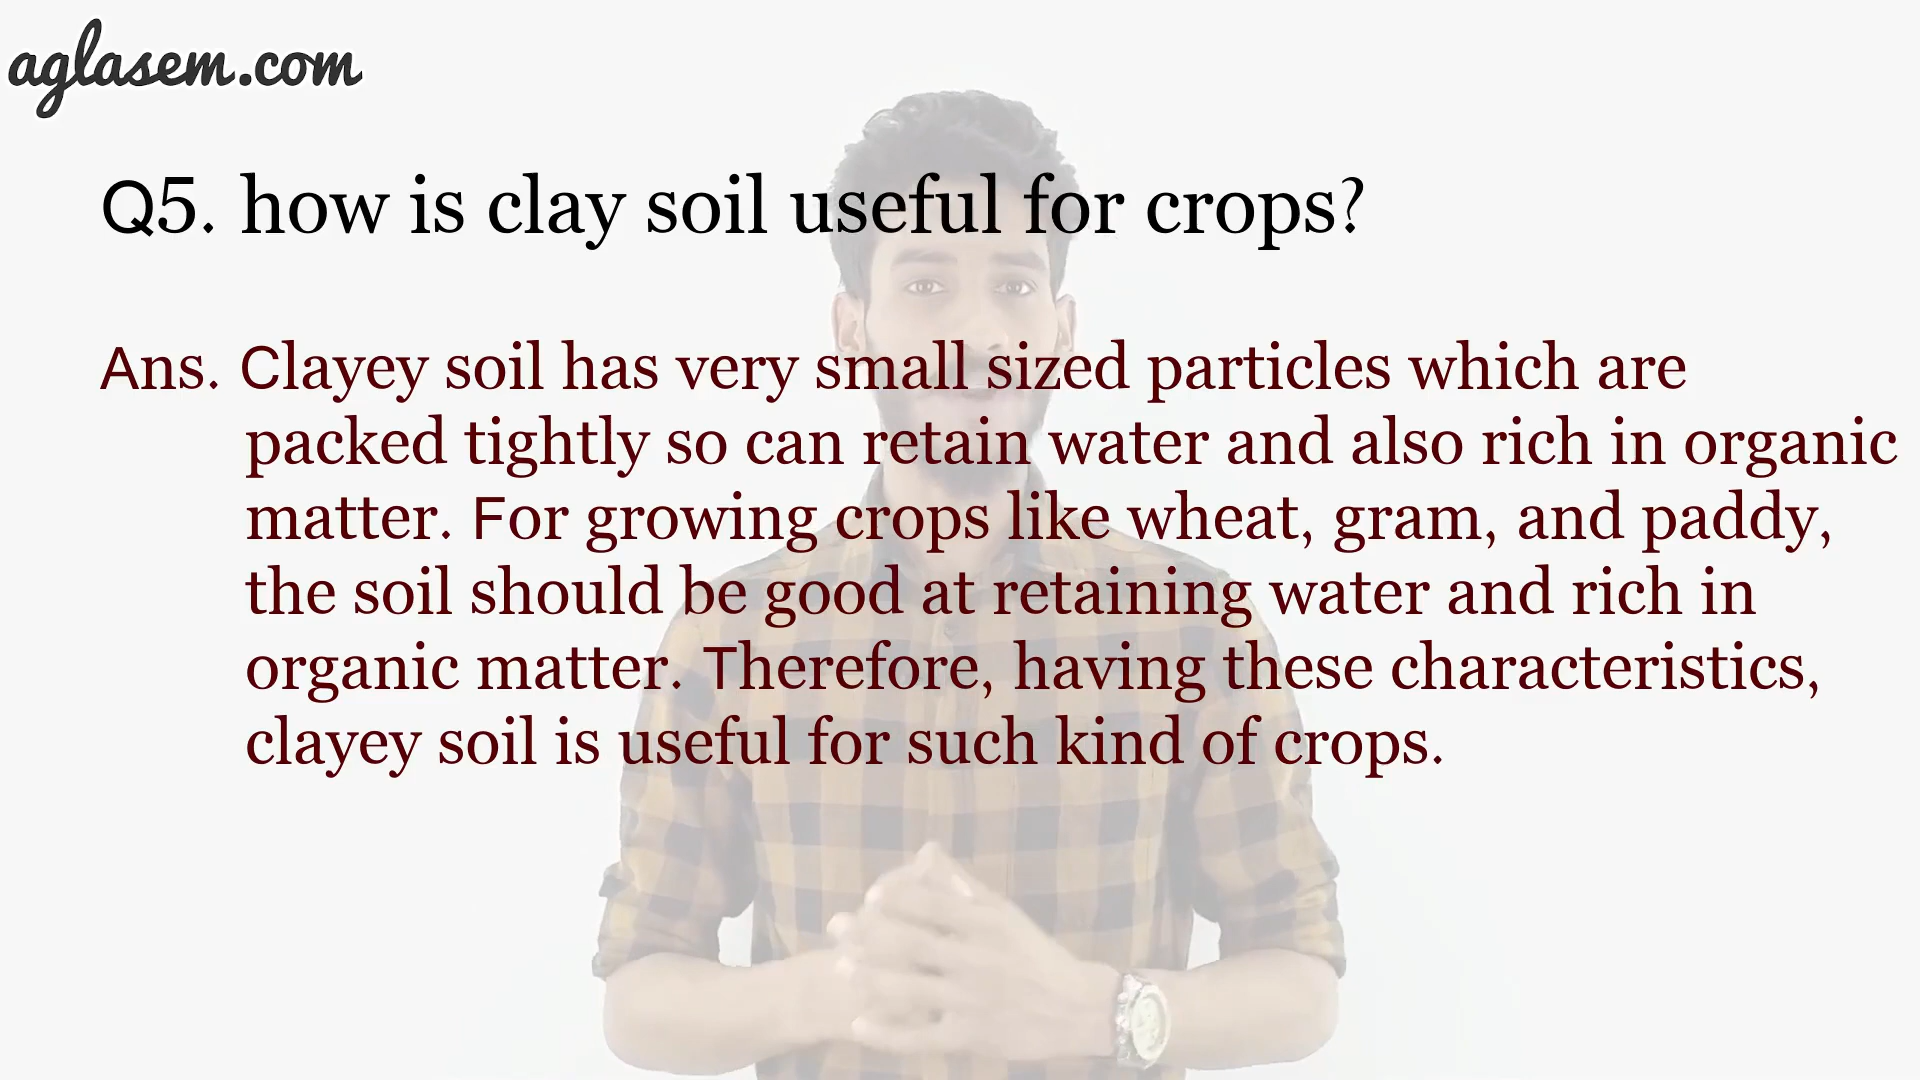 aglasem.com
Q5. how is clay soil useful for crops?
Ans. Clayey soil has very small sized particles which are
packed tightly so can retain water and also rich in organic
matter. For growing crops like wheat, gram, and paddy,
the soil should be good at retaining water and rich in
organic matter. Therefore, having these characteristics,
clayey soil is useful for such kind of crops.